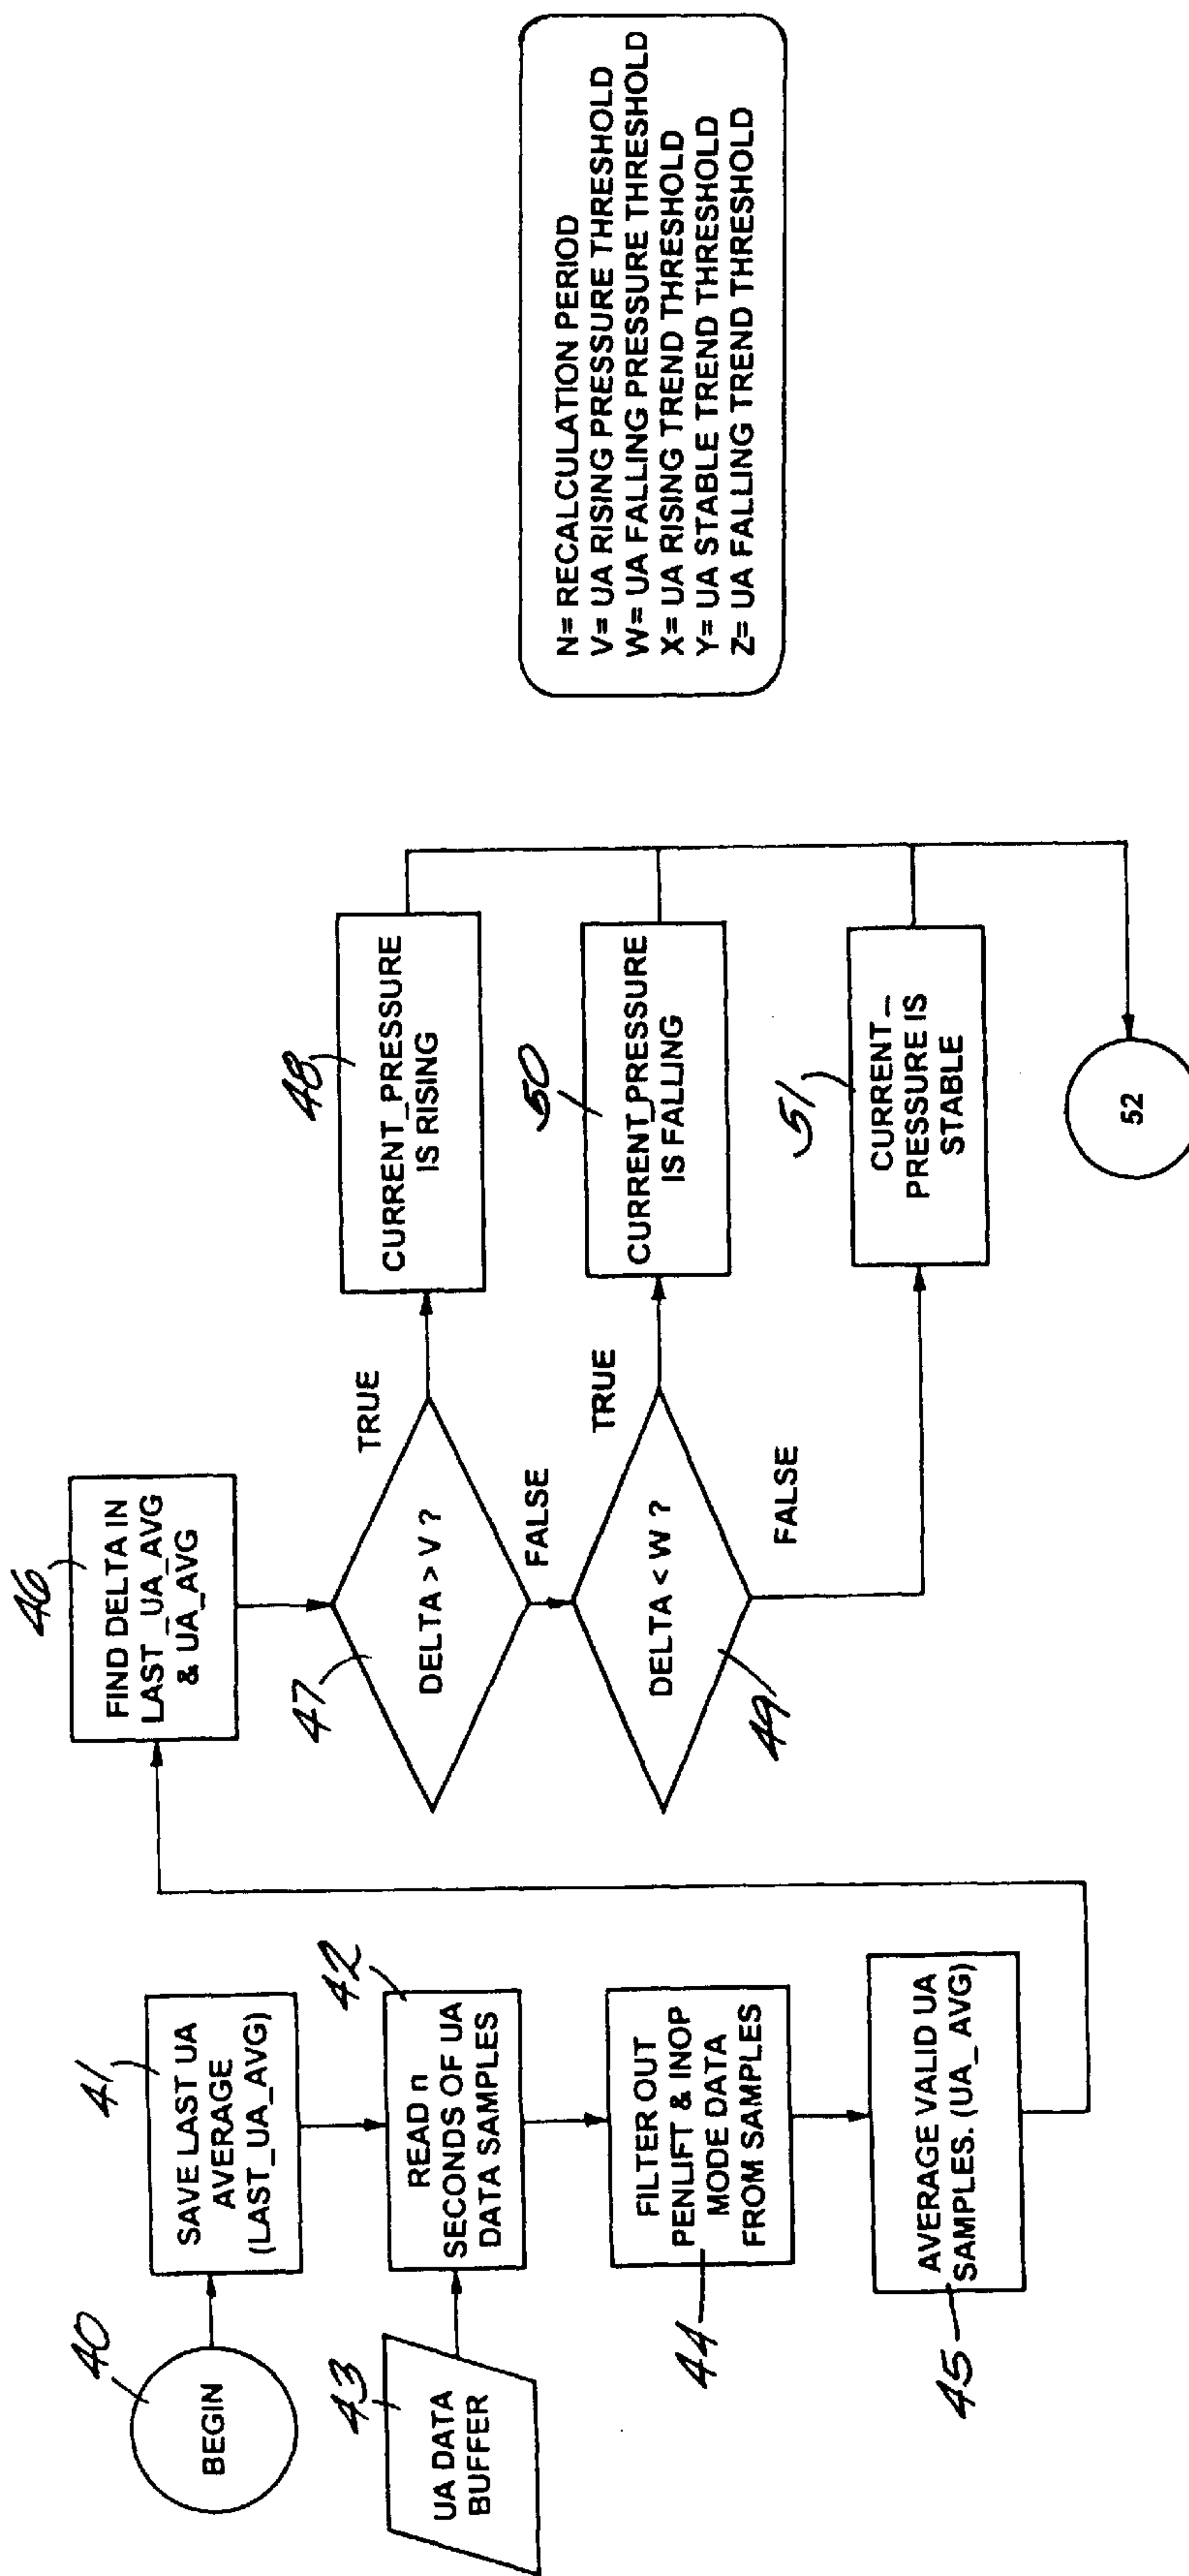 40
BEGIN
41
SAVE LAST UA
AVERAGE
(LAST_UA_AVG)
43
UA DATA
BUFFER
42
READ n
SECONDS OF UA
DATA SAMPLES
44
FILTER OUT
PENLIFT & INOP
MODE DATA
FROM SAMPLES
45
AVERAGE VALID UA
SAMPLES. (UA_ AVG)
46
FIND DELTA IN
LAST _UA_AVG
& UA_AVG
47
DELTA > V ?
TRUE
FALSE
48
CURRENT_PRESSURE
IS RISING
49
DELTA < W ?
TRUE
FALSE
50
CURRENT_PRESSURE
IS FALLING
51
CURRENT_
PRESSURE IS
STABLE
52
N= RECALCULATION PERIOD
V= UA RISING PRESSURE THRESHOLD
W= UA FALLING PRESSURE THRESHOLD
X= UA RISING TREND THRESHOLD
Y= UA STABLE TREND THRESHOLD
Z= UA FALLING TREND THRESHOLD